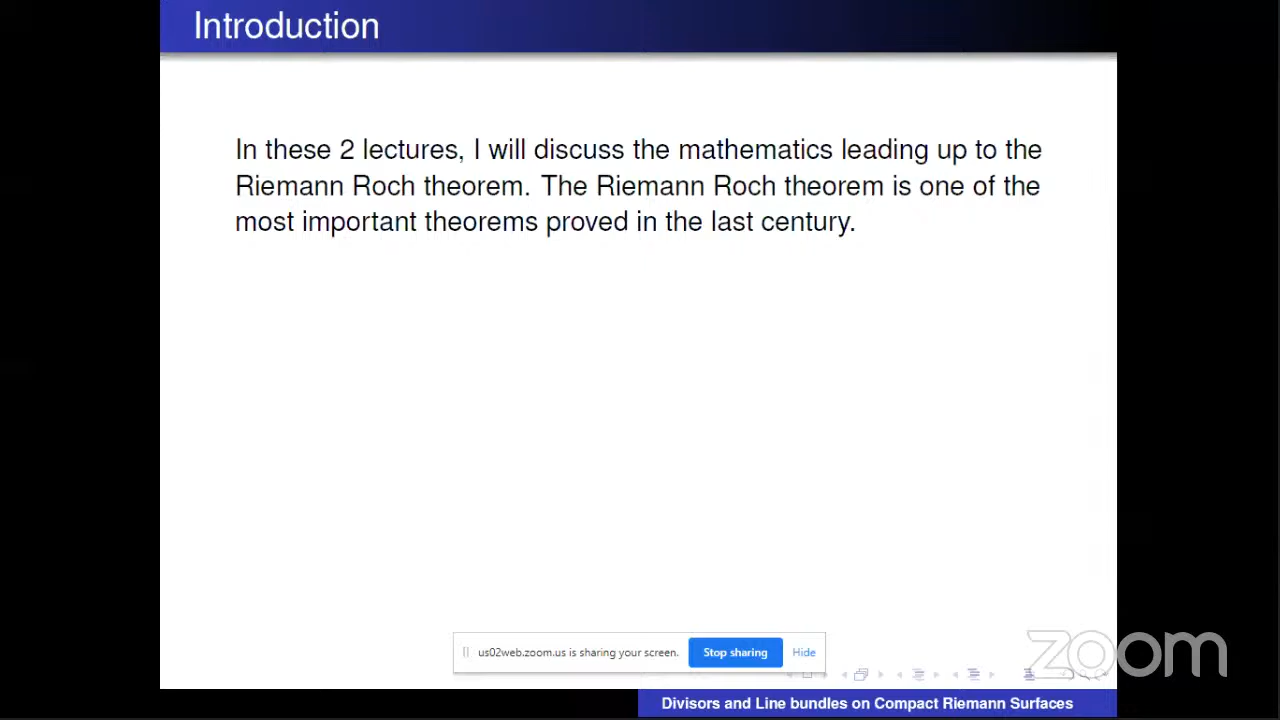 Introduction
In these 2 lectures, I will discuss the mathematics leading up to the
Riemann Roch theorem. The Riemann Roch theorem is one of the
most important theorems proved in the last century.
us02web.zoom.us is sharing your screen. Stop sharing Hide
zoom
Divisors and Line bundles on Compact Riemann Surfaces